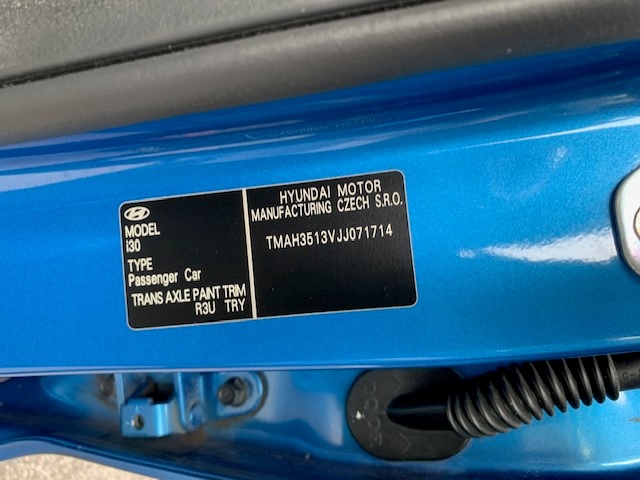 MODEL
i30
TYPE
Passenger Car
TRANS AXLE PAINT TRIM
R3U TRY
HYUNDAI MOTOR
MANUFACTURING CZECH S.R.O.
TMAH3513VJJ071714